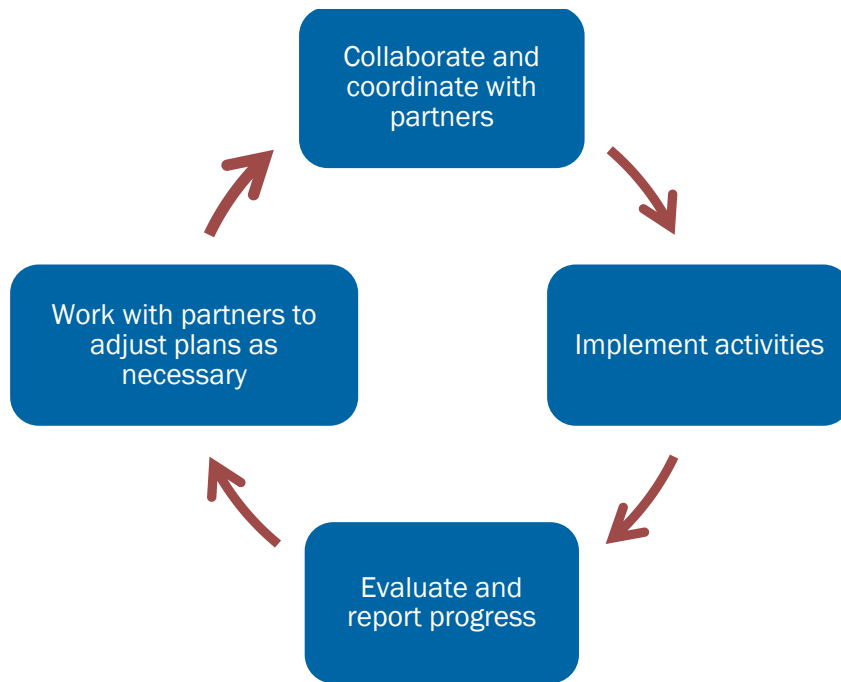 Collaborate and
coordinate with
partners
Implement activities
Evaluate and
report progress
Work with partners to
adjust plans as
necessary